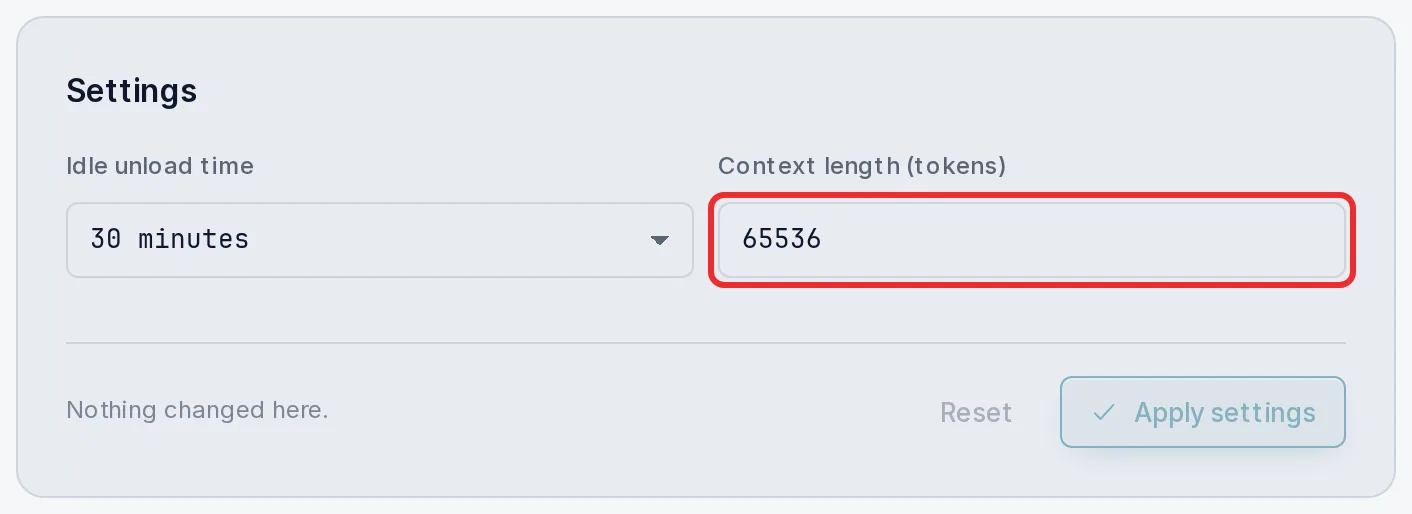 Settings
Idle unload time
Context length (tokens)
30 minutes
65536
Nothing changed here.
Reset
Apply settings